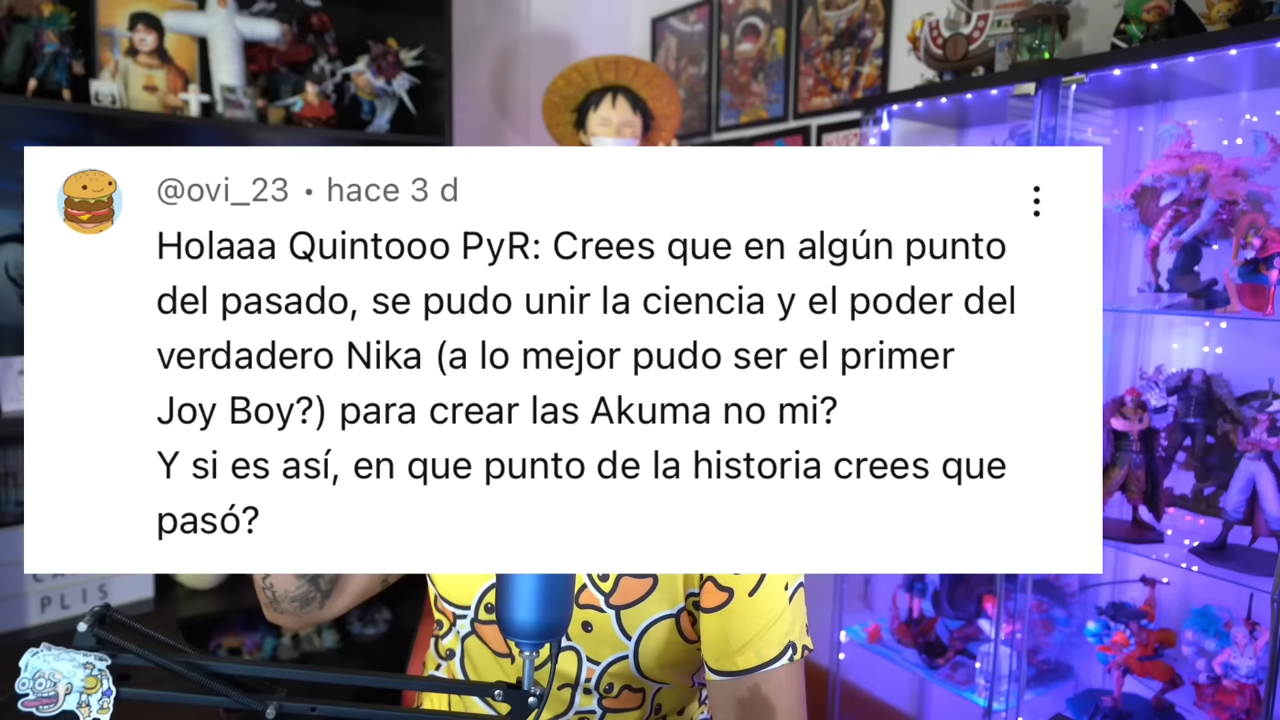 @ovi_23 • hace 3 d
Holaaa Quintooo PyR: Crees que en algún punto
del pasado, se pudo unir la ciencia y el poder del
verdadero Nika (a lo mejor pudo ser el primer
Joy Boy?) para crear las Akuma no mi?
Y si es así, en que punto de la historia crees que
pasó?
PLIS